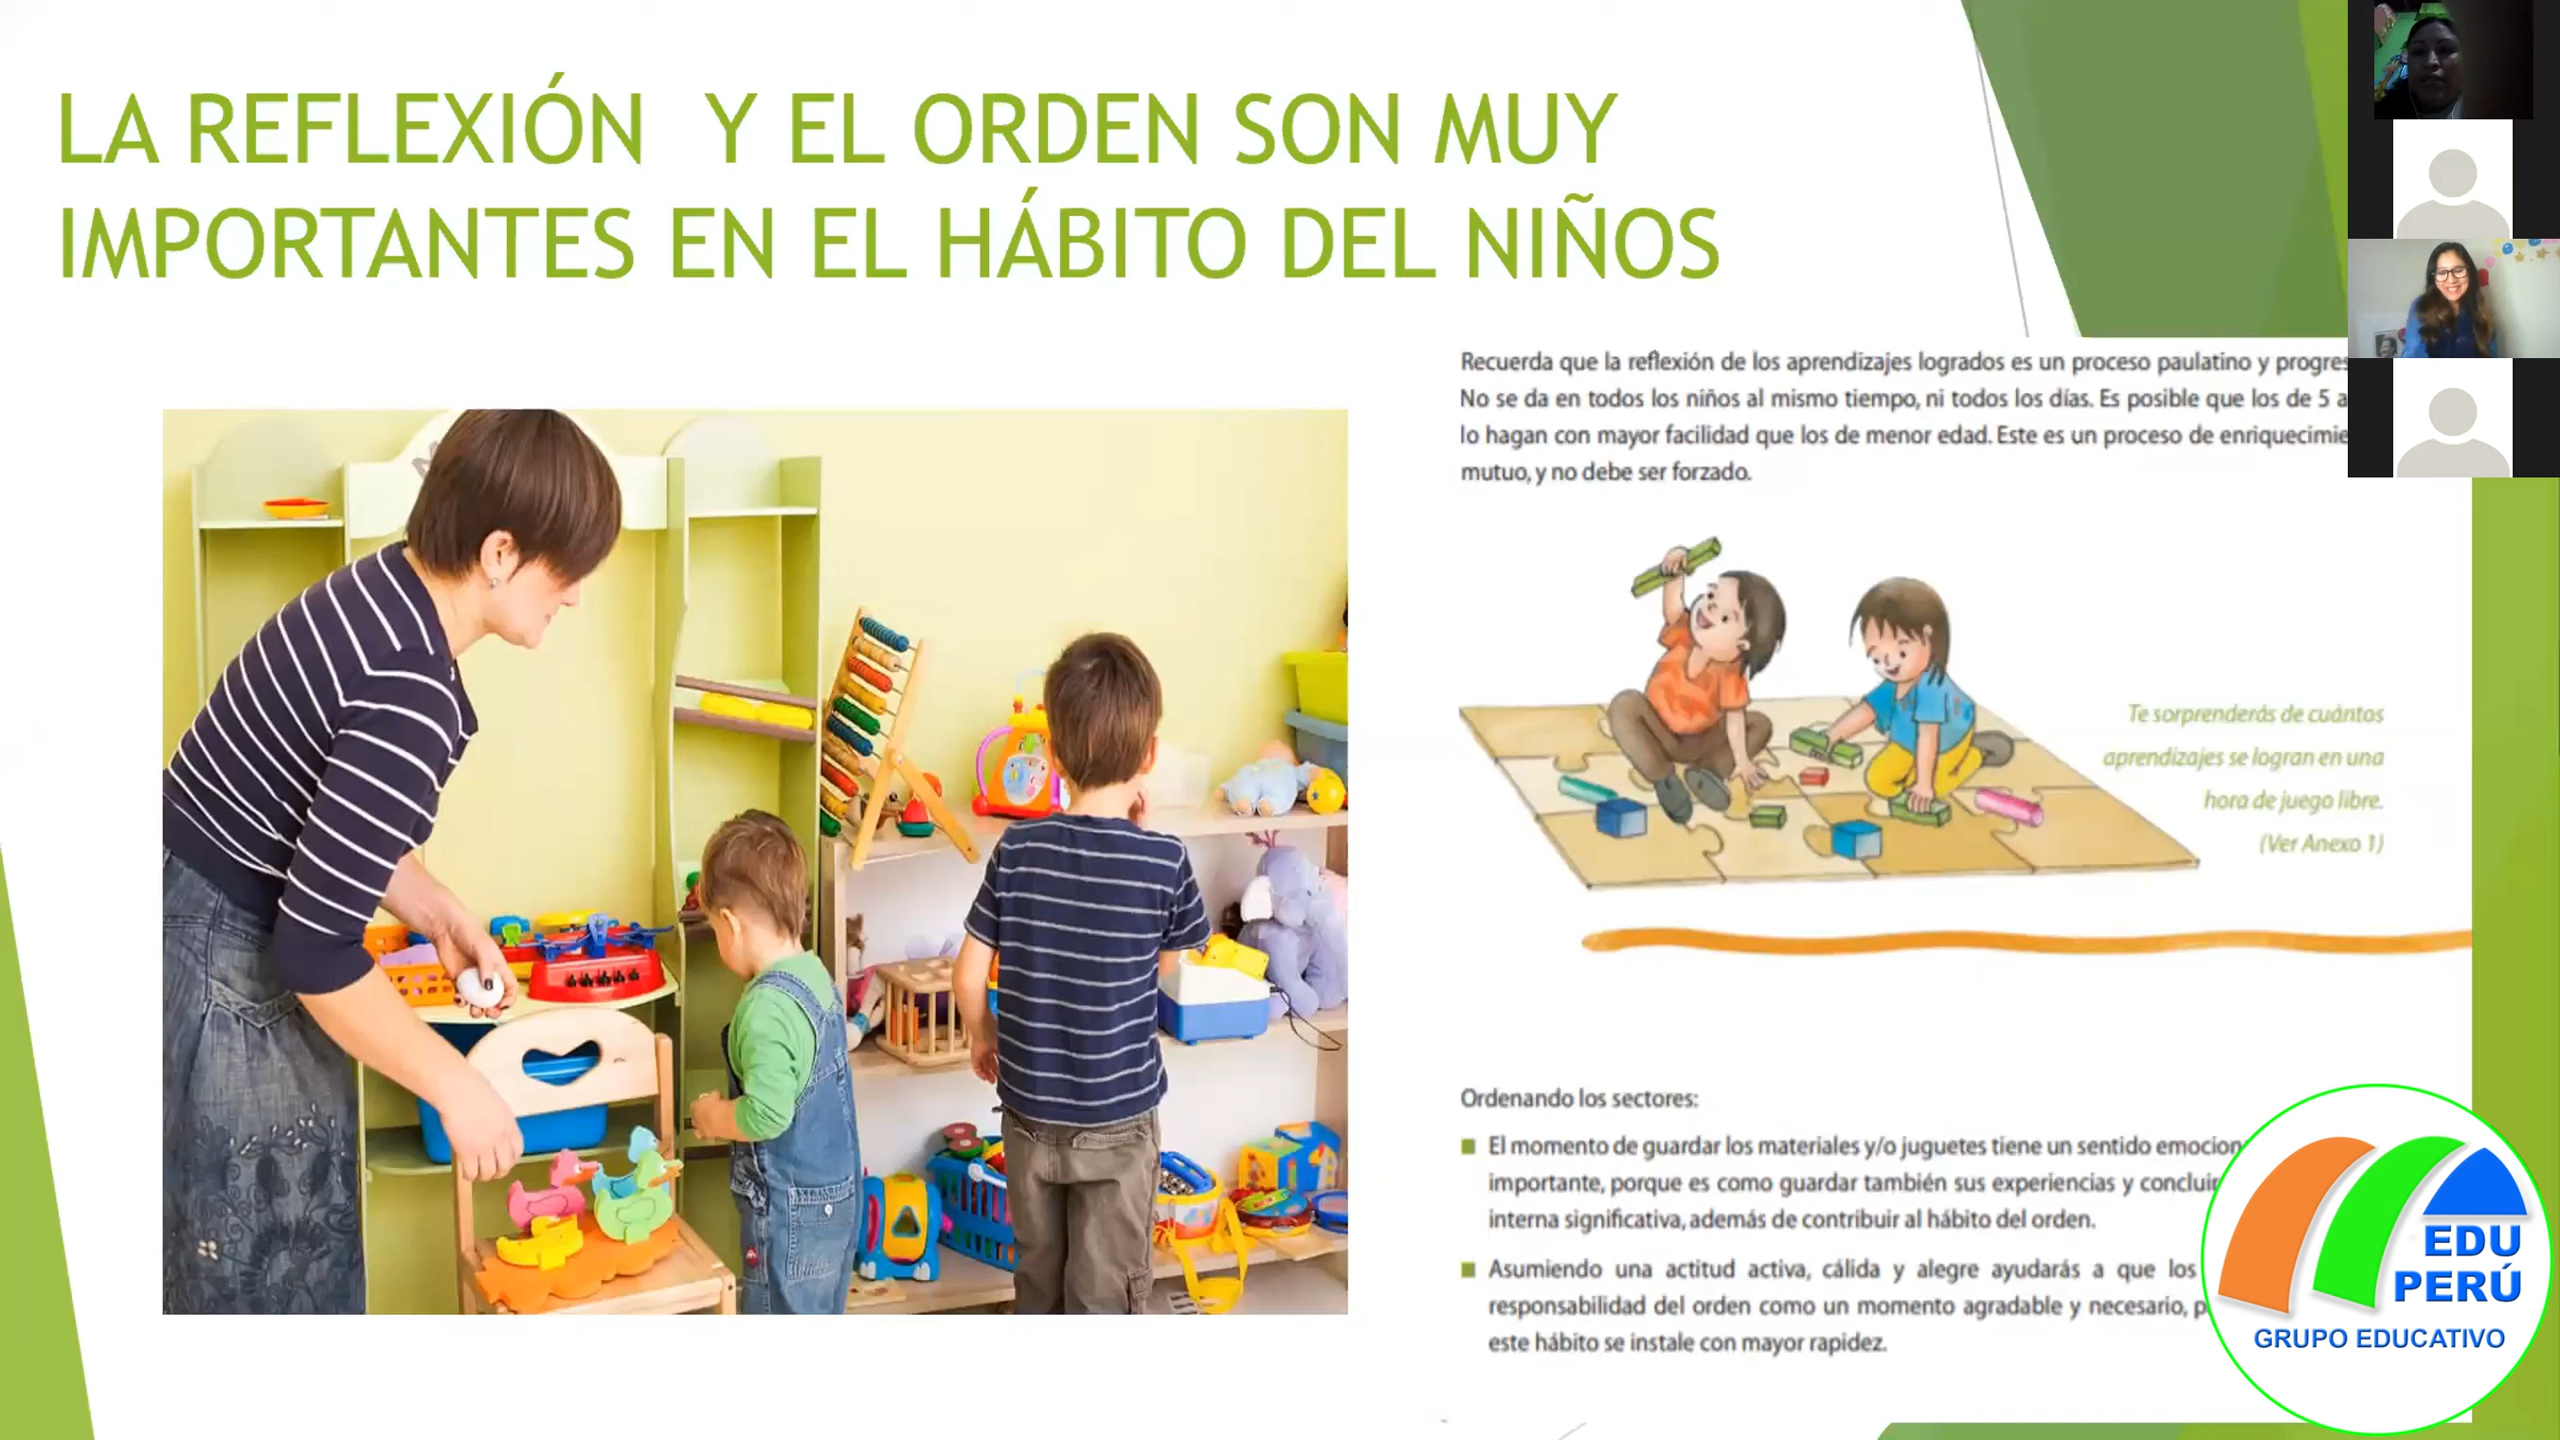 LA REFLEXIÓN Y EL ORDEN SON MUY
IMPORTANTES EN EL HÁBITO DEL NIÑOS
Recuerda que la reflexión de los aprendizajes logrados es un proceso paulatino y progres
No se da en todos los niños al mismo tiempo, ni todos los días. Es posible que los de 5 a
lo hagan con mayor facilidad que los de menor edad. Este es un proceso de enriquecimie
mutuo, y no debe ser forzado.
Te sorprenderás de cuántos
aprendizajes se logran en una
hora de juego libre.
(Ver Anexo 1)
Ordenando los sectores:
El momento de guardar los materiales y/o juguetes tiene un sentido emocion
importante, porque es como guardar también sus experiencias y concluir
interna significativa, además de contribuir al hábito del orden.
Asumiendo una actitud activa, cálida y alegre ayudarás a que los
responsabilidad del orden como un momento agradable y necesario, p
este hábito se instale con mayor rapidez.
EDU
PERÚ
GRUPO EDUCATIVO